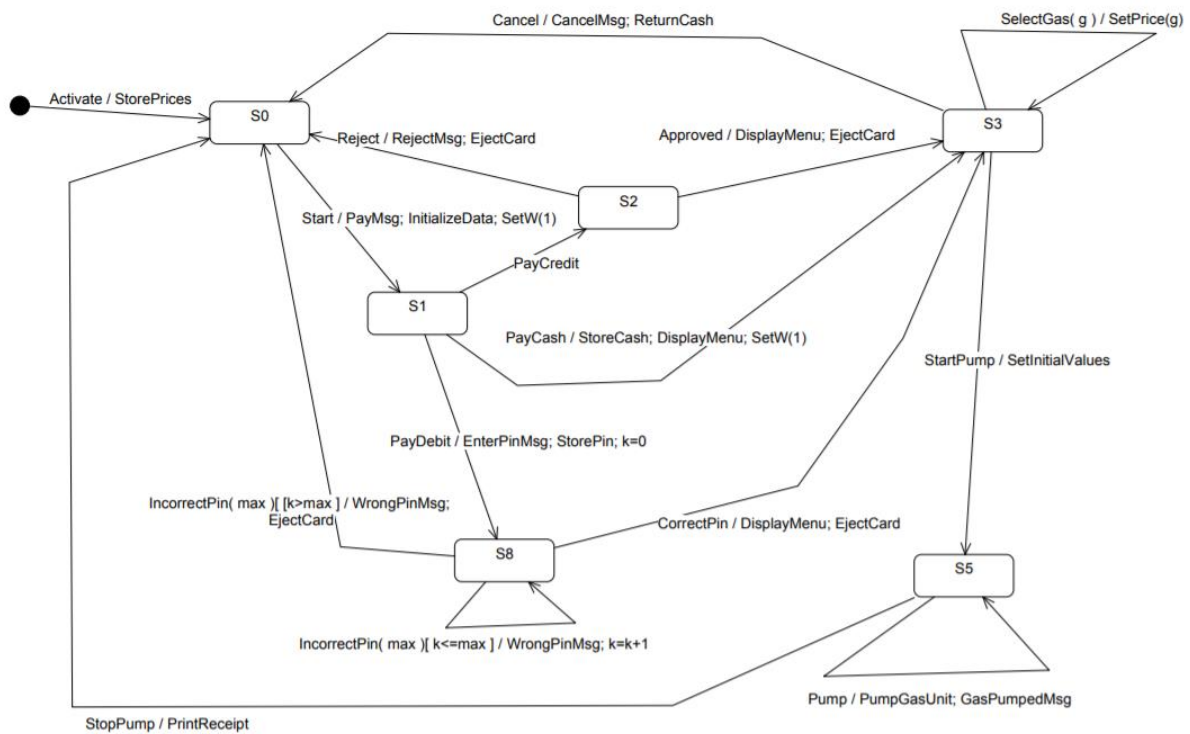 Cancel / CancelMsg; ReturnCash
SelectGas( g ) / SetPrice(g)
Activate / StorePrices
S0
S3
Reject / RejectMsg; EjectCard
Approved / DisplayMenu; EjectCard
S2
Start / PayMsg; InitializeData; SetW(1)
PayCredit
S1
PayCash / StoreCash; DisplayMenu; SetW(1)
StartPump / SetInitialValues
PayDebit / EnterPinMsg; StorePin; k=0
IncorrectPin( max )[ [k>max ] / WrongPinMsg;
EjectCard
CorrectPin / DisplayMenu; EjectCard
S8
S5
IncorrectPin( max )[ k<=max ] / WrongPinMsg; k=k+1
Pump / PumpGasUnit; GasPumpedMsg
StopPump / PrintReceipt